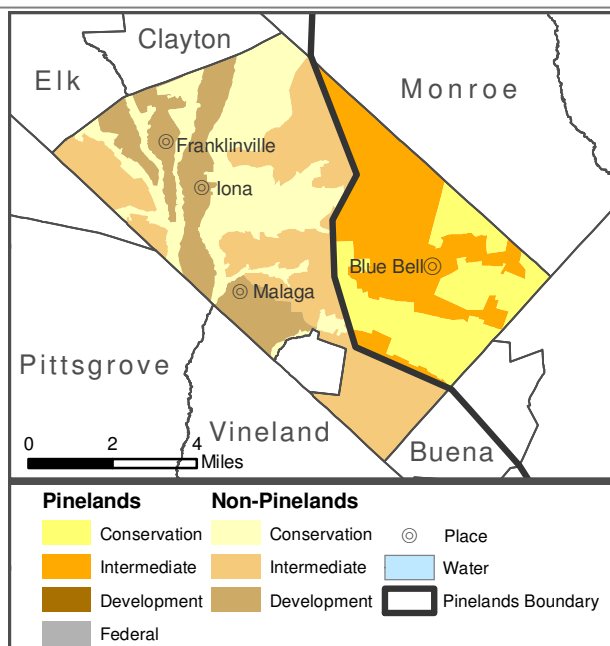 Clayton
Elk
Monroe
Franklinville
Iona
Blue Bell
Malaga
Pittsgrove
Vineland
Buena
0 2 4
Miles
Pinelands Non-Pinelands
Conservation Conservation Place
Intermediate Intermediate Water
Development Development Pinelands Boundary
Federal